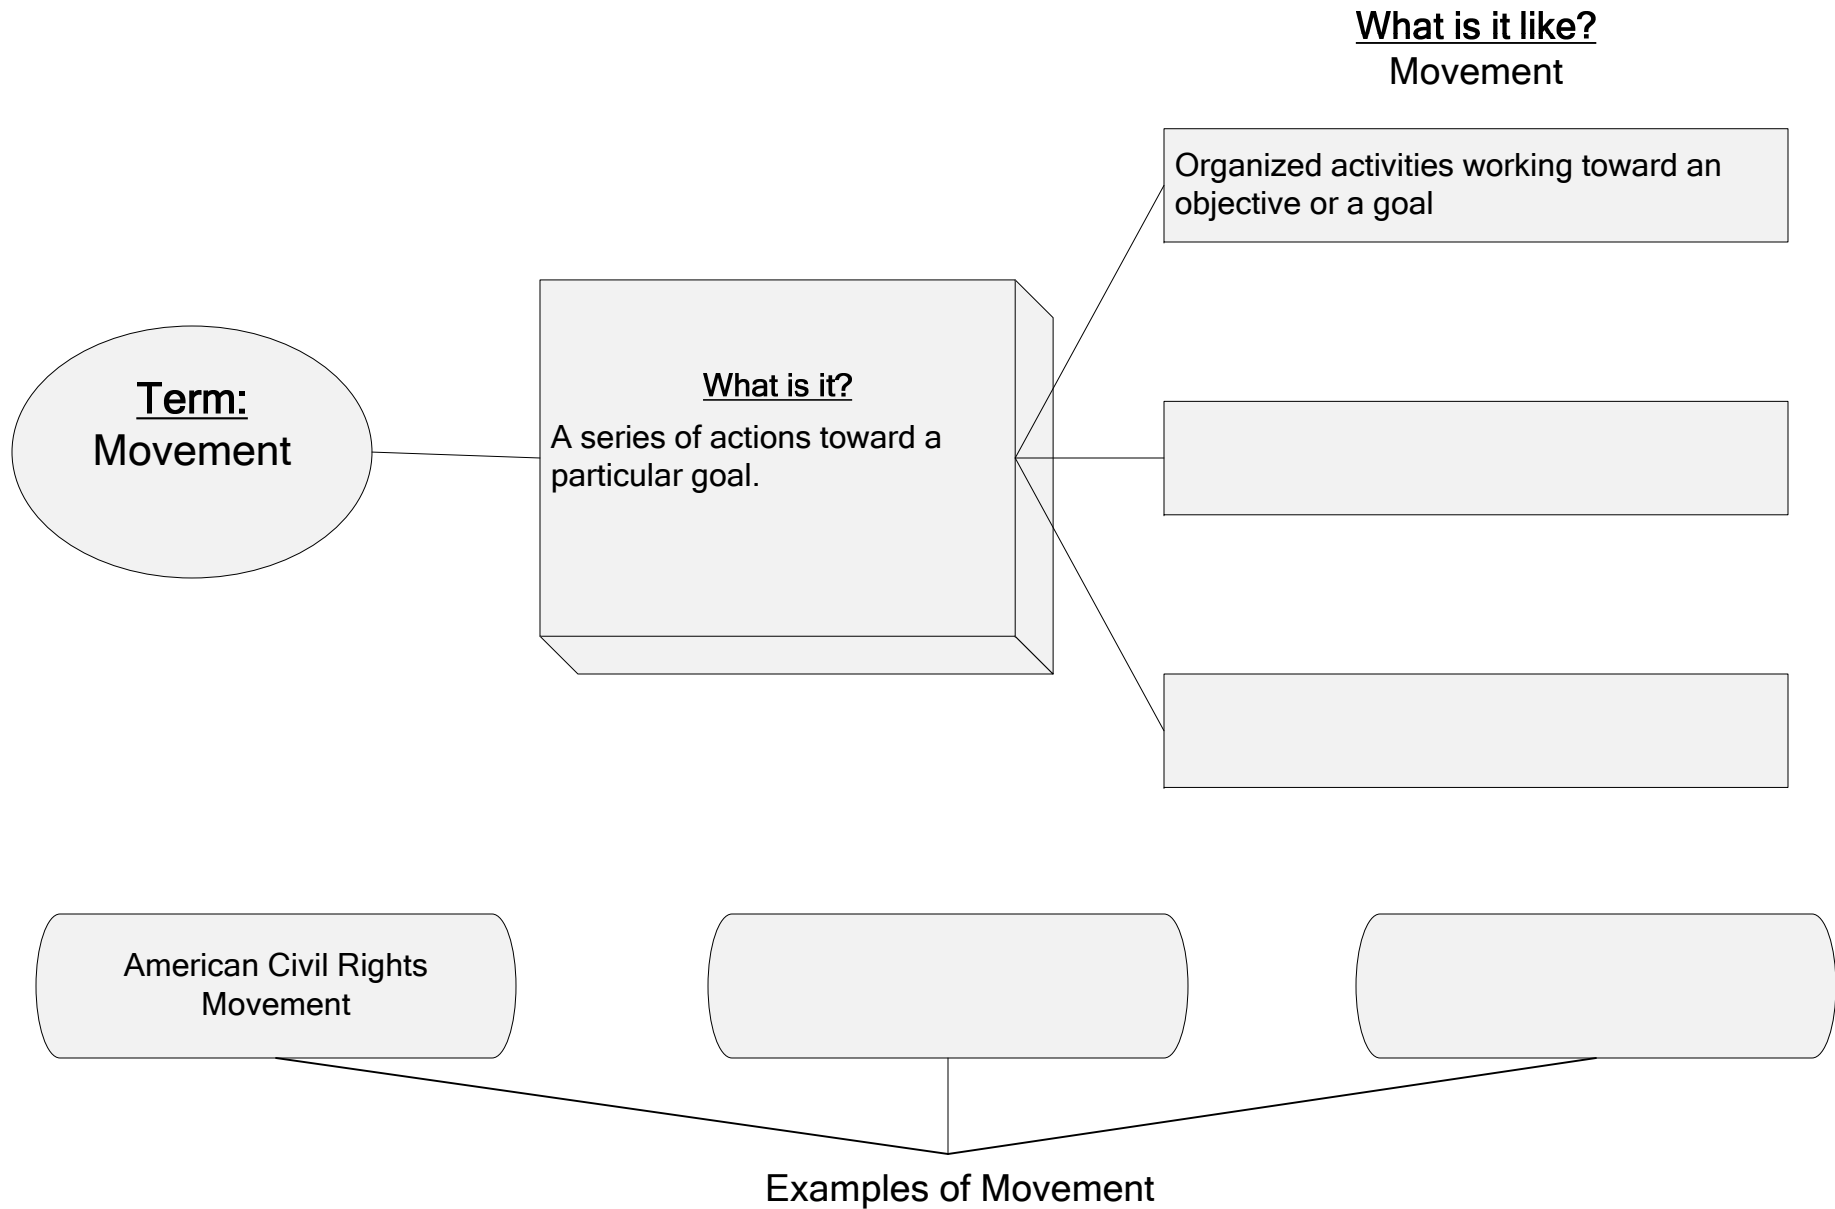 What is it like?
Movement
Organized activities working toward an
objective or a goal
Term:
Movement
What is it?
A series of actions toward a
particular goal.
American Civil Rights
Movement
Examples of Movement